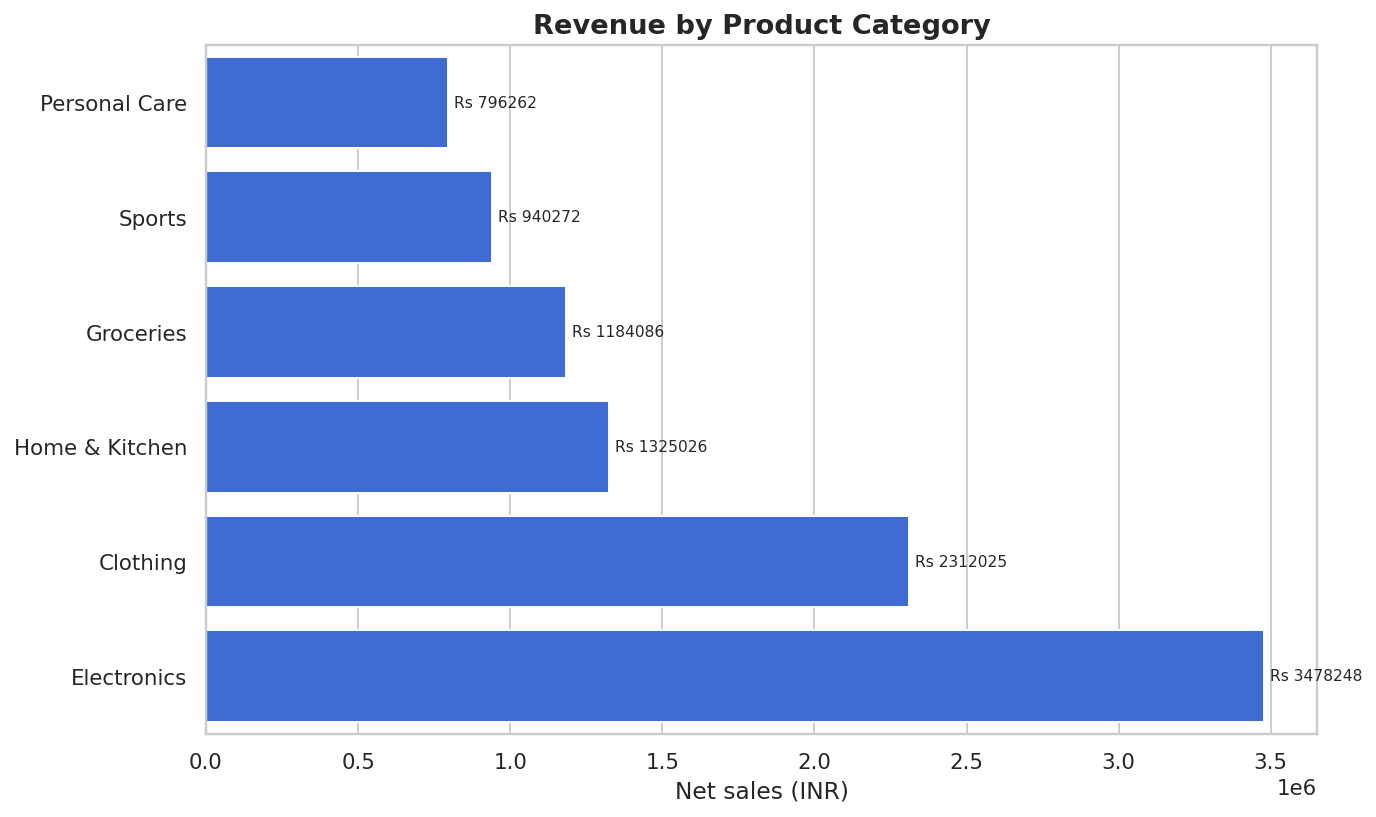 Revenue by Product Category
Personal Care
Rs 796262
Sports
Rs 940272
Groceries
Rs 1184086
Home & Kitchen
Rs 1325026
Clothing
Rs 2312025
Electronics
Rs 3478248
0.0 0.5 1.0 1.5 2.0 2.5 3.0 3.5
1e6
Net sales (INR)